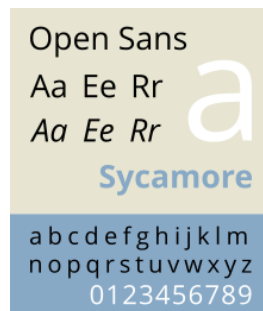 Open Sans
Aa Ee Rr
Aa Ee Rr
a
Sycamore
abcdefghijklm
nopqrstuvwxyz
0123456789